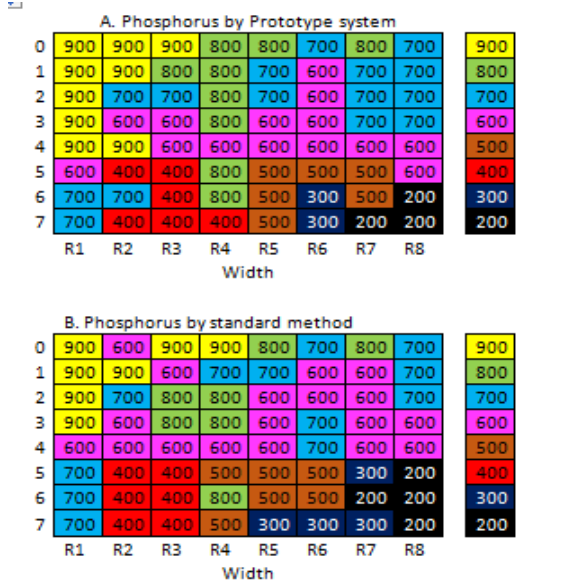 A. Phosphorus by Prototype system
0 900 900 900 800 800 700 800 700 900
1 900 900 800 800 700 600 700 700 800
2 900 700 700 800 700 600 700 700 700
3 900 600 600 800 600 600 700 700 600
4 900 900 600 600 600 600 600 600 500
5 600 400 400 800 500 500 500 600 400
6 700 700 400 800 500 300 500 200 300
7 700 400 400 400 500 300 200 200 200
R1 R2 R3 R4 R5 R6 R7 R8
Width
B. Phosphorus by standard method
0 900 600 900 900 800 700 800 700 900
1 900 900 600 700 700 600 600 700 800
2 900 700 800 800 600 600 600 700 700
3 900 600 800 800 600 700 600 600 600
4 600 600 600 600 600 700 600 600 500
5 700 400 400 500 500 500 300 200 400
6 700 400 400 800 500 500 200 200 300
7 700 400 400 500 300 300 300 200 200
R1 R2 R3 R4 R5 R6 R7 R8
Width